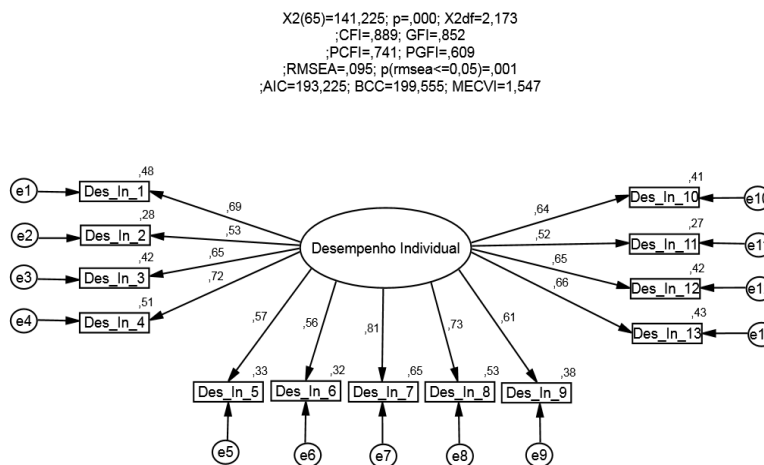 X2(65)=141,225; p=,000; X2df=2,173
;CFI=,889; GFI=,852
;PCFI=,741; PGFI=,609
;RMSEA=,095; p(rmsea<=0,05)=,001
;AIC=193,225; BCC=199,555; MECVI=1,547
,48
e1 Des_In_1
,69
,28
e2 Des_In_2
,53
,42
e3 Des_In_3
,65
,51
e4 Des_In_4
,72
Desempenho Individual
,41
Des_In_10 e10
,64
,27
Des_In_11 e1
,52
,42
Des_In_12 e1
,65
,43
Des_In_13 e1
,66
,57 ,56 ,81 ,73 ,61
,33 ,32 ,65 ,53 ,38
Des_In_5 Des_In_6 Des_In_7 Des_In_8 Des_In_9
e5 e6 e7 e8 e9